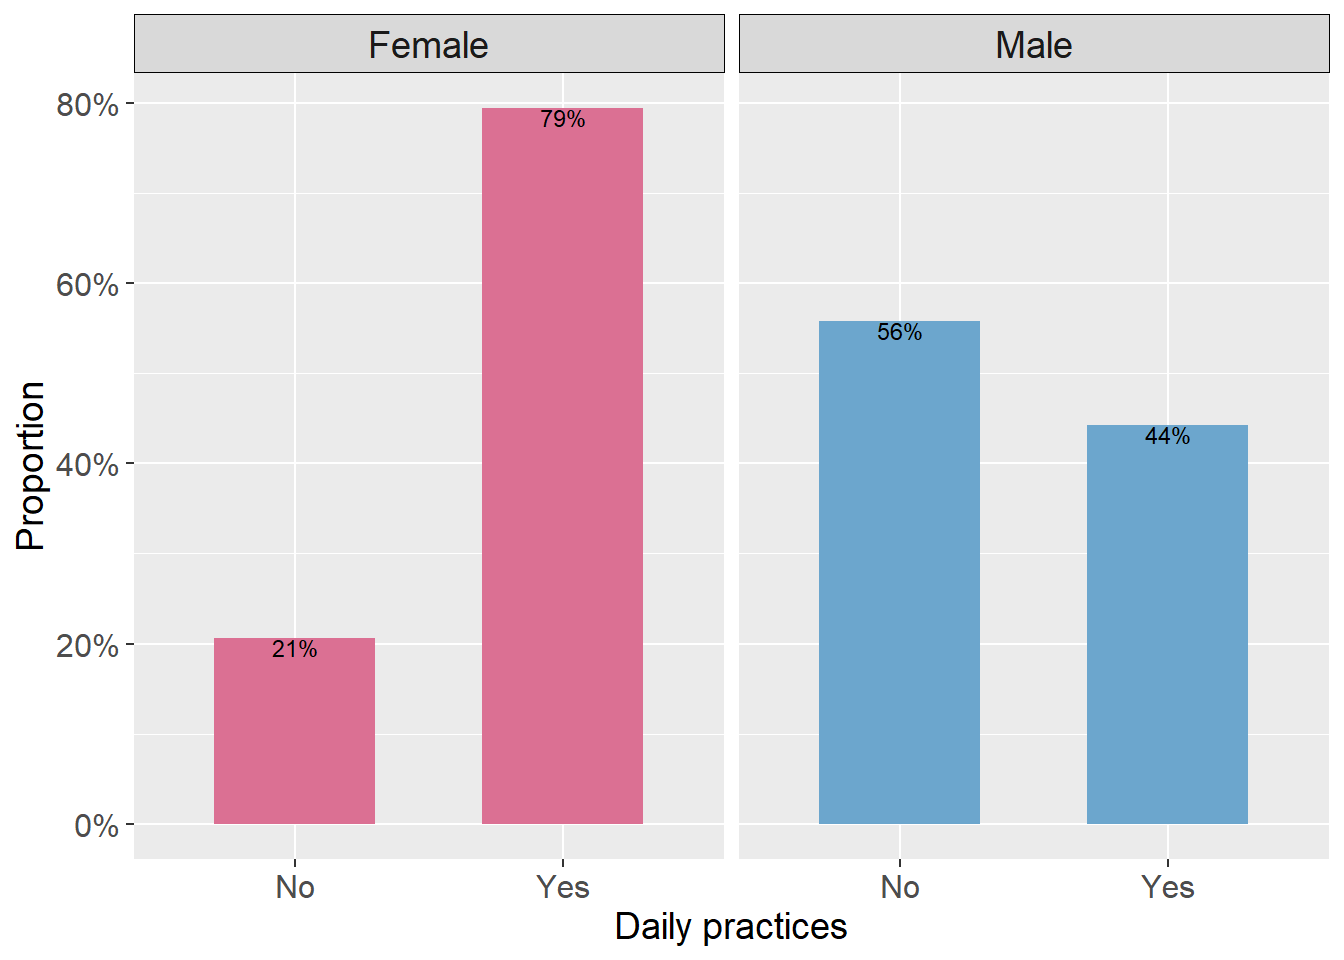 Female
Male
Proportion
80%
60%
40%
20%
0%
21%
79%
56%
44%
No
Yes
No
Yes
Daily practices